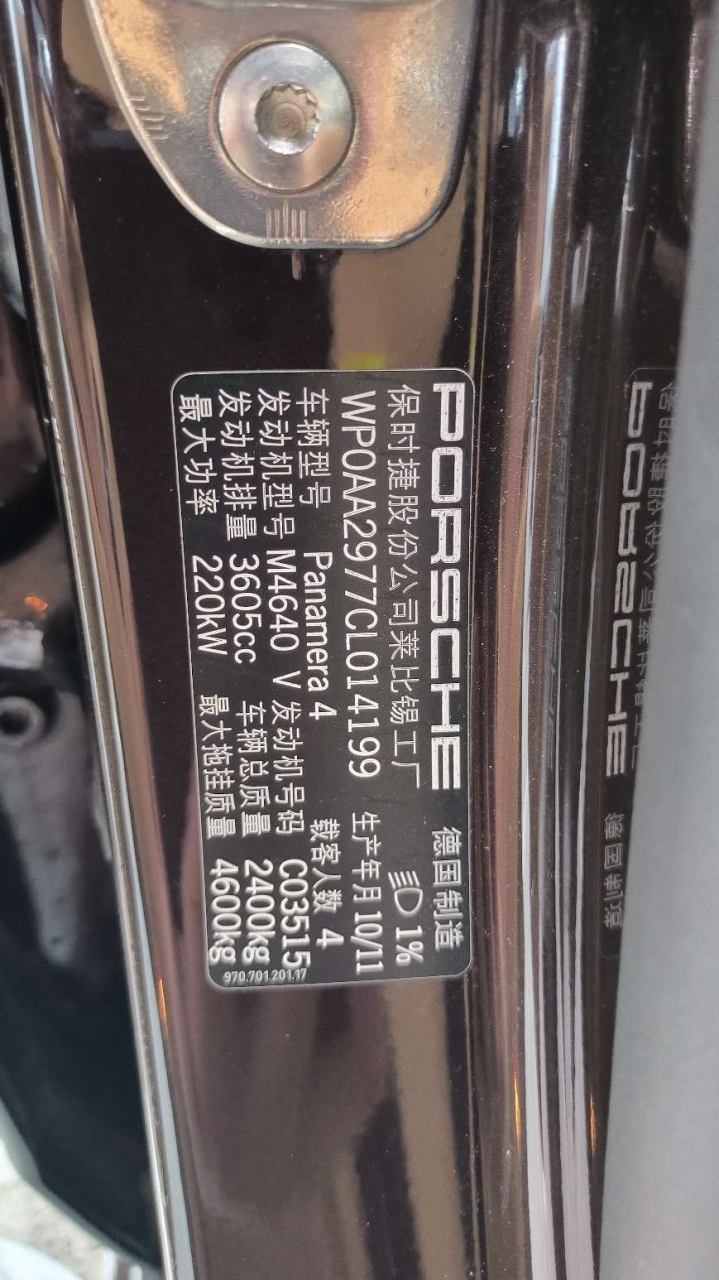 PORSCHE 德国制造
保时捷股份公司莱比锡工厂 1%
WP0AA2977CL014199 生产年月 10/11
车辆型号 Panamera 4 载客人数 4
发动机型号 M4640 V 发动机号码 C03515
发动机排量 3605cc 车辆总质量 2400kg
最大功率 220kW 最大拖挂质量 4600kg
970.701.201.17